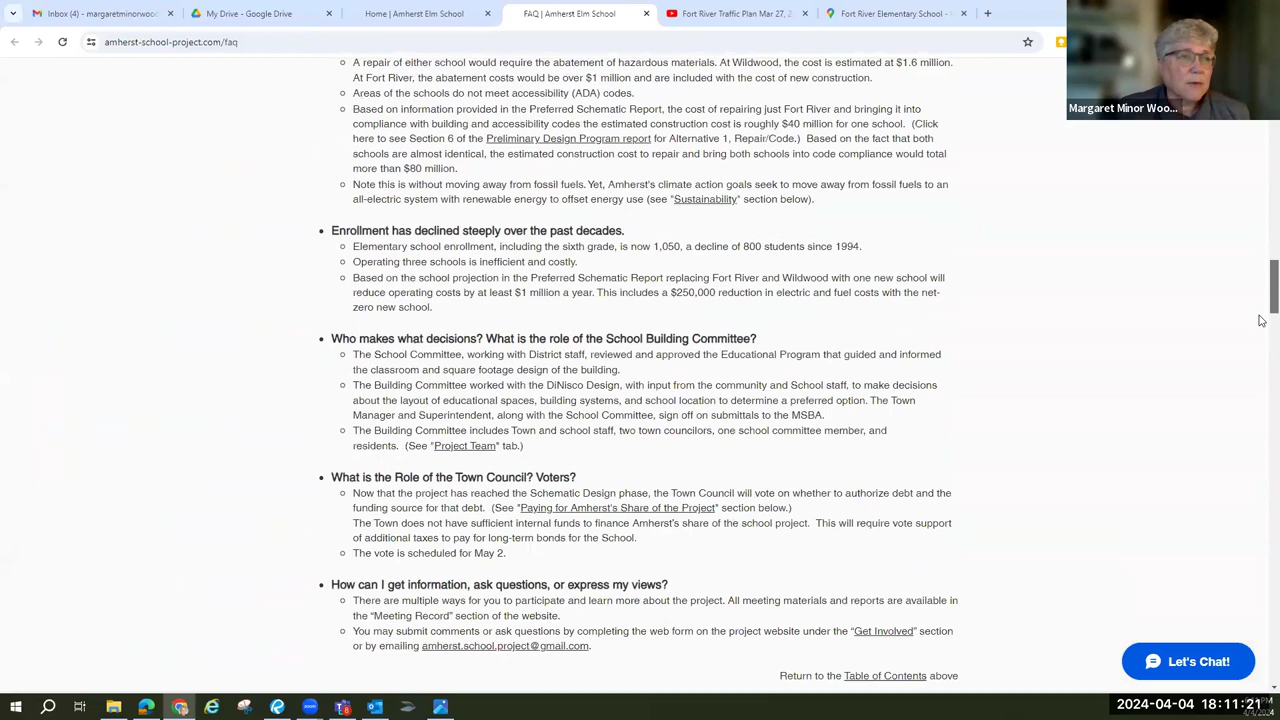 Inbox (4) - margaretminorwoo
My Drive - Google Drive
Home | Amherst Elm School
FAQ | Amherst Elm School
Fort River Traffic Plan Mar 27, 2
Fort River Elementary School -
amherst-school-project.com/faq
Margaret Minor Woo...
A repair of either school would require the abatement of hazardous materials. At Wildwood, the cost is estimated at $1.6 million.
At Fort River, the abatement costs would be over $1 million and are included with the cost of new construction.
Areas of the schools do not meet accessibility (ADA) codes.
Based on information provided in the Preferred Schematic Report, the cost of repairing just Fort River and bringing it into
compliance with building and accessibility codes the estimated construction cost is roughly $40 million for one school. (Click
here to see Section 6 of the Preliminary Design Program report for Alternative 1, Repair/Code.) Based on the fact that both
schools are almost identical, the estimated construction cost to repair and bring both schools into code compliance would total
more than $80 million.
Note this is without moving away from fossil fuels. Yet, Amherst's climate action goals seek to move away from fossil fuels to an
all-electric system with renewable energy to offset energy use (see "Sustainability" section below).
Enrollment has declined steeply over the past decades.
Elementary school enrollment, including the sixth grade, is now 1,050, a decline of 800 students since 1994.
Operating three schools is inefficient and costly.
Based on the school projection in the Preferred Schematic Report replacing Fort River and Wildwood with one new school will
reduce operating costs by at least $1 million a year. This includes a $250,000 reduction in electric and fuel costs with the net-
zero new school.
Who makes what decisions? What is the role of the School Building Committee?
The School Committee, working with District staff, reviewed and approved the Educational Program that guided and informed
the classroom and square footage design of the building.
The Building Committee worked with the DiNisco Design, with input from the community and School staff, to make decisions
about the layout of educational spaces, building systems, and school location to determine a preferred option. The Town
Manager and Superintendent, along with the School Committee, sign off on submittals to the MSBA.
The Building Committee includes Town and school staff, two town councilors, one school committee member, and
residents. (See "Project Team" tab.)
What is the Role of the Town Council? Voters?
Now that the project has reached the Schematic Design phase, the Town Council will vote on whether to authorize debt and the
funding source for that debt. (See "Paying for Amherst's Share of the Project" section below.)
The Town does not have sufficient internal funds to finance Amherst's share of the school project. This will require vote support
of additional taxes to pay for long-term bonds for the School.
The vote is scheduled for May 2.
How can I get information, ask questions, or express my views?
There are multiple ways for you to participate and learn more about the project. All meeting materials and reports are available in
the “Meeting Record” section of the website.
You may submit comments or ask questions by completing the web form on the project website under the “Get Involved” section
or by emailing amherst.school.project@gmail.com.
Return to the Table of Contents above
Let's Chat!
2024-04-04 18:11:21